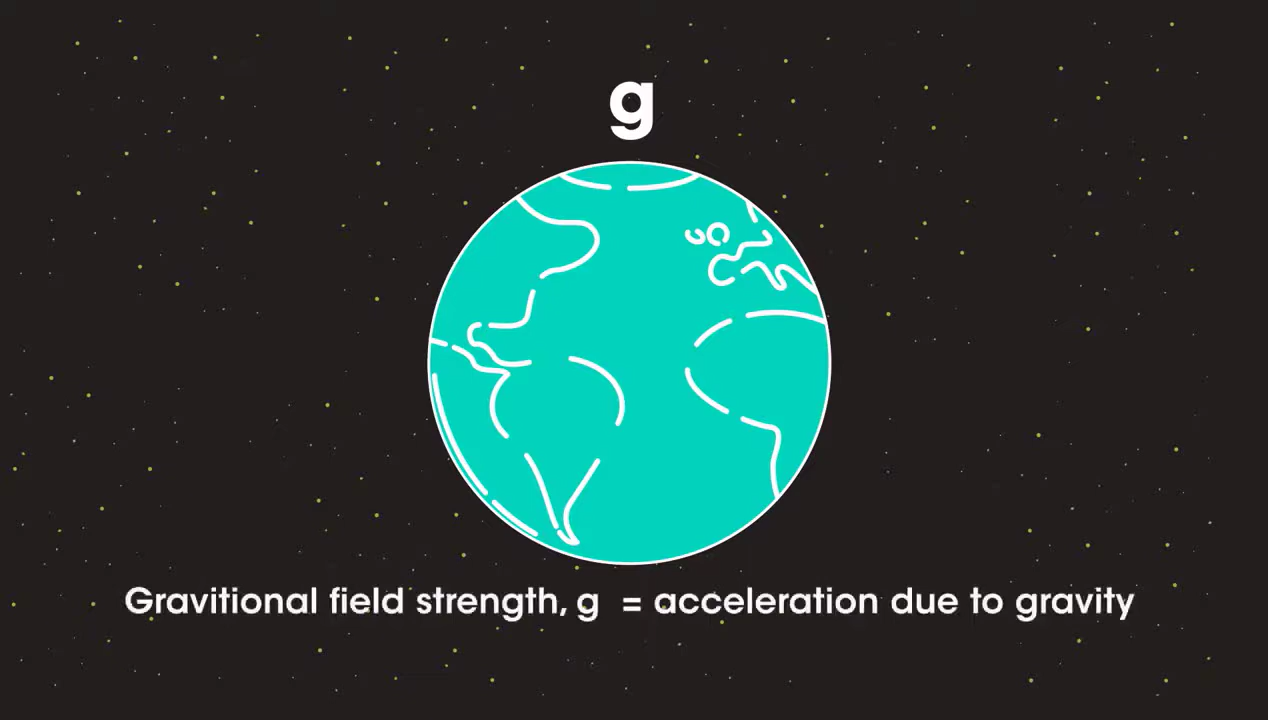 g
Gravitional field strength, g = acceleration due to gravity